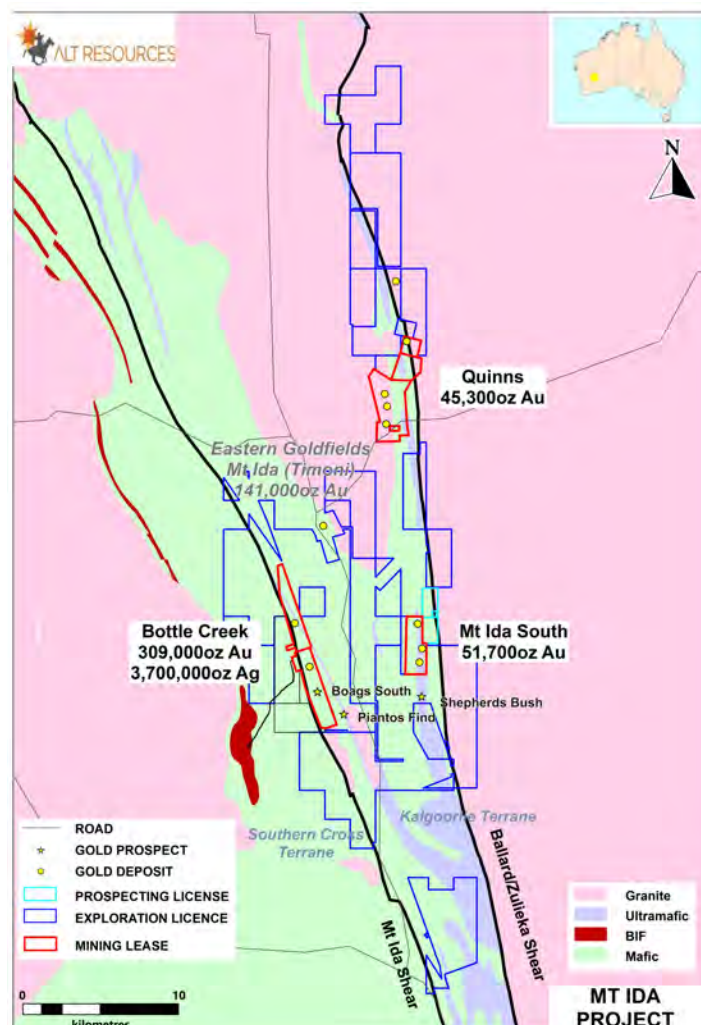 ALT RESOURCES
N
Quinns
45,300oz Au
Eastern Goldfields
Mt Ida (Timoni)
141,000oz Au
Bottle Creek
309,000oz Au
3,700,000oz Ag
Mt Ida South
51,700oz Au
Boags South
Shepherds Bush
Piantos Find
Kalgoorie Terrane
Southern Cross
Terrane
Ballard/Zulieka Shear
Mt Ida Shear
ROAD
GOLD PROSPECT
GOLD DEPOSIT
PROSPECTING LICENSE
EXPLORATION LICENCE
MINING LEASE
0 10
kilometres
Granite
Ultramafic
BIF
Mafic
MT IDA
PROJECT